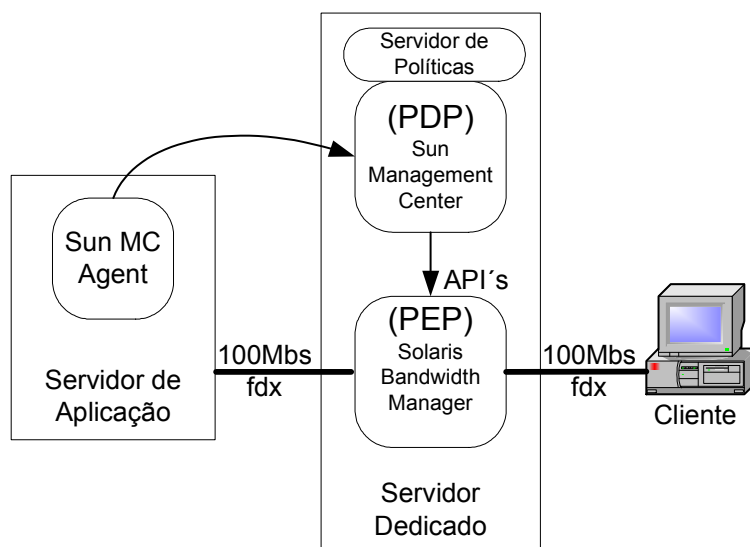 Servidor de
Políticas
(PDP)
Sun
Management
Center
Sun MC
Agent
API´s
(PEP)
Solaris
Bandwidth
Manager
100Mbs
fdx
100Mbs
fdx
Servidor de
Aplicação
Cliente
Servidor
Dedicado